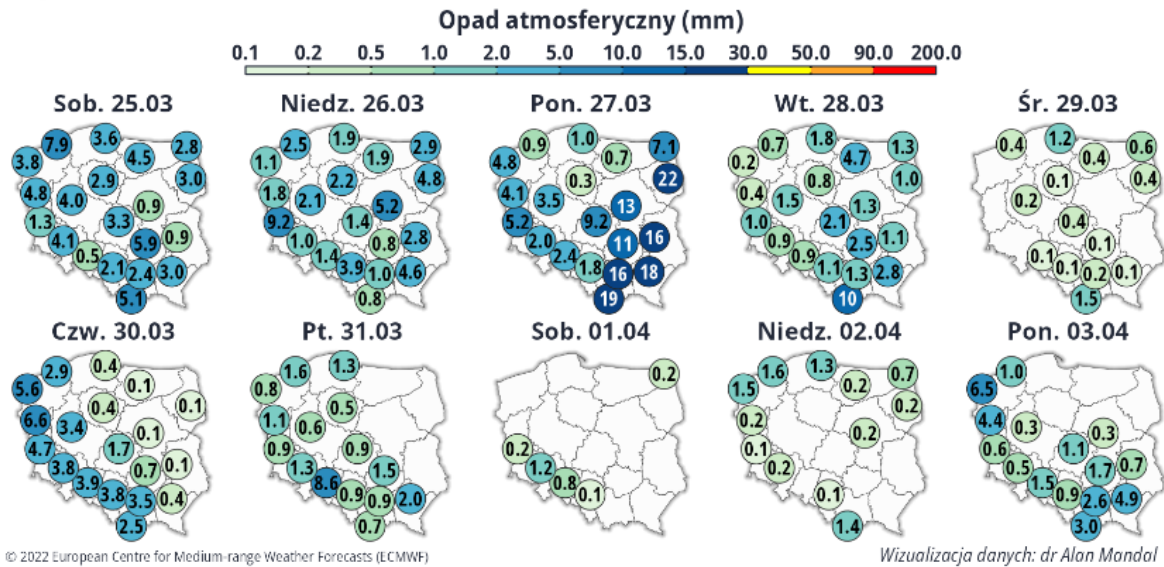 Opad atmosferyczny (mm)
0.1 0.2 0.5 1.0 2.0 5.0 10.0 15.0 30.0 50.0 90.0 200.0
Sob. 25.03 Niedz. 26.03 Pon. 27.03 Wt. 28.03 Śr. 29.03
3.6 1.9 1.0 1.8 1.2
7.9 2.5 0.9 0.7 0.4
2.8 2.9 7.1 1.3 0.6
3.8 4.5 1.1 1.9 4.8 0.7 0.2 4.7 0.4
2.9 3.0 2.2 4.8 0.3 22 0.8 1.0 0.1 0.4
4.8 4.0 1.8 2.1 4.1 3.5 0.4 1.5 0.2
0.9 5.2 13 1.3
1.3 3.3 9.2 1.4 5.2 9.2 1.0 2.1 0.4
4.1 5.9 0.9 1.0 0.8 2.8 2.0 11 16 0.9 2.5 1.1 0.1
0.5 1.4 2.4 0.9 0.1
2.1 2.4 3.0 3.9 1.0 4.6 1.8 16 18 1.1 1.3 2.8 0.1 0.2 0.1
5.1 0.8 19 10 1.5
Czw. 30.03 Pt. 31.03 Sob. 01.04 Niedz. 02.04 Pon. 03.04
2.9 0.4 1.6 1.3 0.2 1.6 1.3 0.7 1.0
5.6 0.1 0.8 1.5 0.2 6.5
0.4 0.1 0.5 0.2
6.6 3.4 1.1 0.6 0.2 4.4 0.3
0.1 0.2 0.3
4.7 1.7 0.9 0.9 0.2 0.1 0.6 1.1
3.8 0.7 0.1 1.3 1.5 1.2 0.2 0.5 1.7 0.7
3.9 8.6 0.8 1.5
3.8 3.5 0.4 0.9 0.9 2.0 0.1 0.1 0.9 2.6 4.9
2.5 0.7 1.4 3.0
© 2022 European Centre for Medium-range Weather Forecasts (ECMWF) Wizualizacja danych: dr Alan Mandal